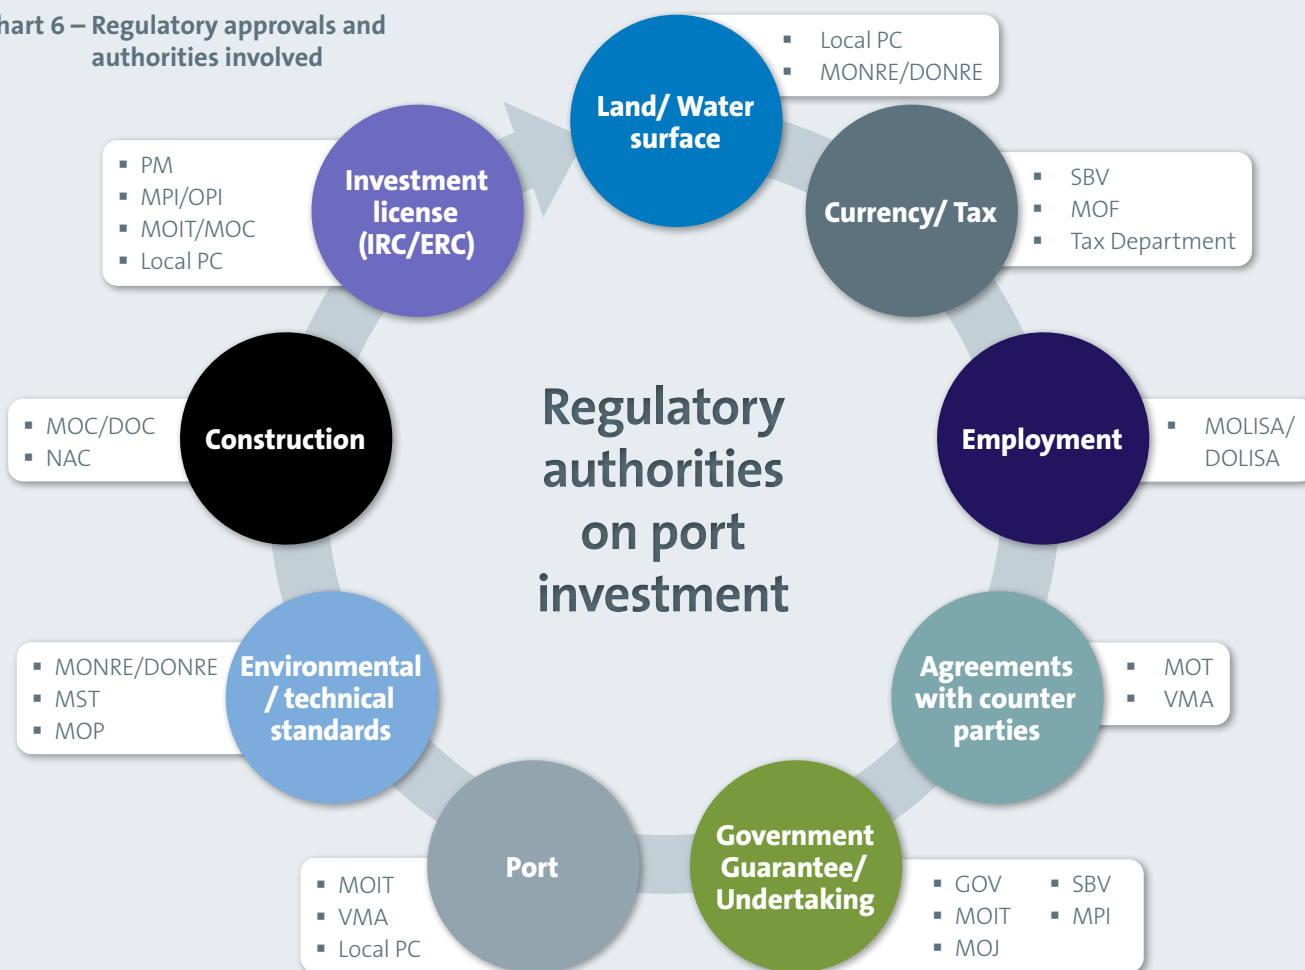 hart 6 – Regulatory approvals and
authorities involved
Land/ Water
surface
▪ Local PC
▪ MONRE/DONRE
Currency/ Tax
▪ SBV
▪ MOF
▪ Tax Department
Employment
▪ MOLISA/
DOLISA
Agreements
with counter
parties
▪ MOT
▪ VMA
Government
Guarantee/
Undertaking
▪ GOV
▪ MOIT
▪ MOJ
▪ SBV
▪ MPI
Port
▪ MOIT
▪ VMA
▪ Local PC
Environmental
/ technical
standards
▪ MONRE/DONRE
▪ MST
▪ MOP
Construction
▪ MOC/DOC
▪ NAC
Investment
license
(IRC/ERC)
▪ PM
▪ MPI/OPI
▪ MOIT/MOC
▪ Local PC
Regulatory
authorities
on port
investment